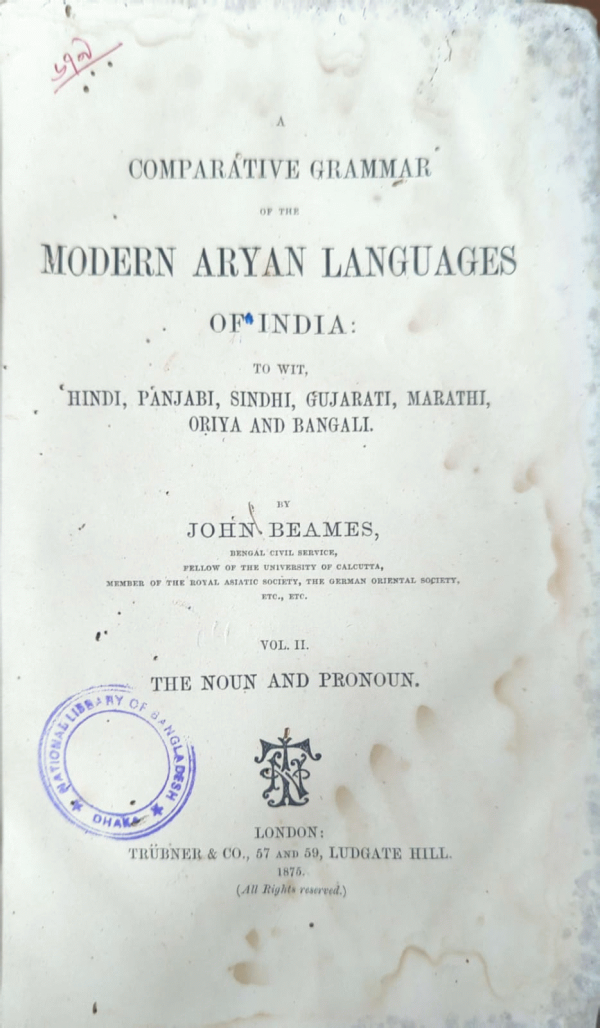 A
COMPARATIVE GRAMMAR
OF THE
MODERN ARYAN LANGUAGES
OF INDIA:
TO WIT,
HINDI, PANJABI, SINDHI, GUJARATI, MARATHI,
ORIYA AND BANGALI.
BY
JOHN BEAMES,
BENGAL CIVIL SERVICE,
FELLOW OF THE UNIVERSITY OF CALCUTTA,
MEMBER OF THE ROYAL ASIATIC SOCIETY, THE GERMAN ORIENTAL SOCIETY,
ETC., ETC.
VOL. II.
THE NOUN AND PRONOUN.
NATIONAL LIBRARY OF BANGLADESH
DHAKA
LONDON:
TRÜBNER & CO., 57 AND 59, LUDGATE HILL.
1875.
(All Rights reserved.)